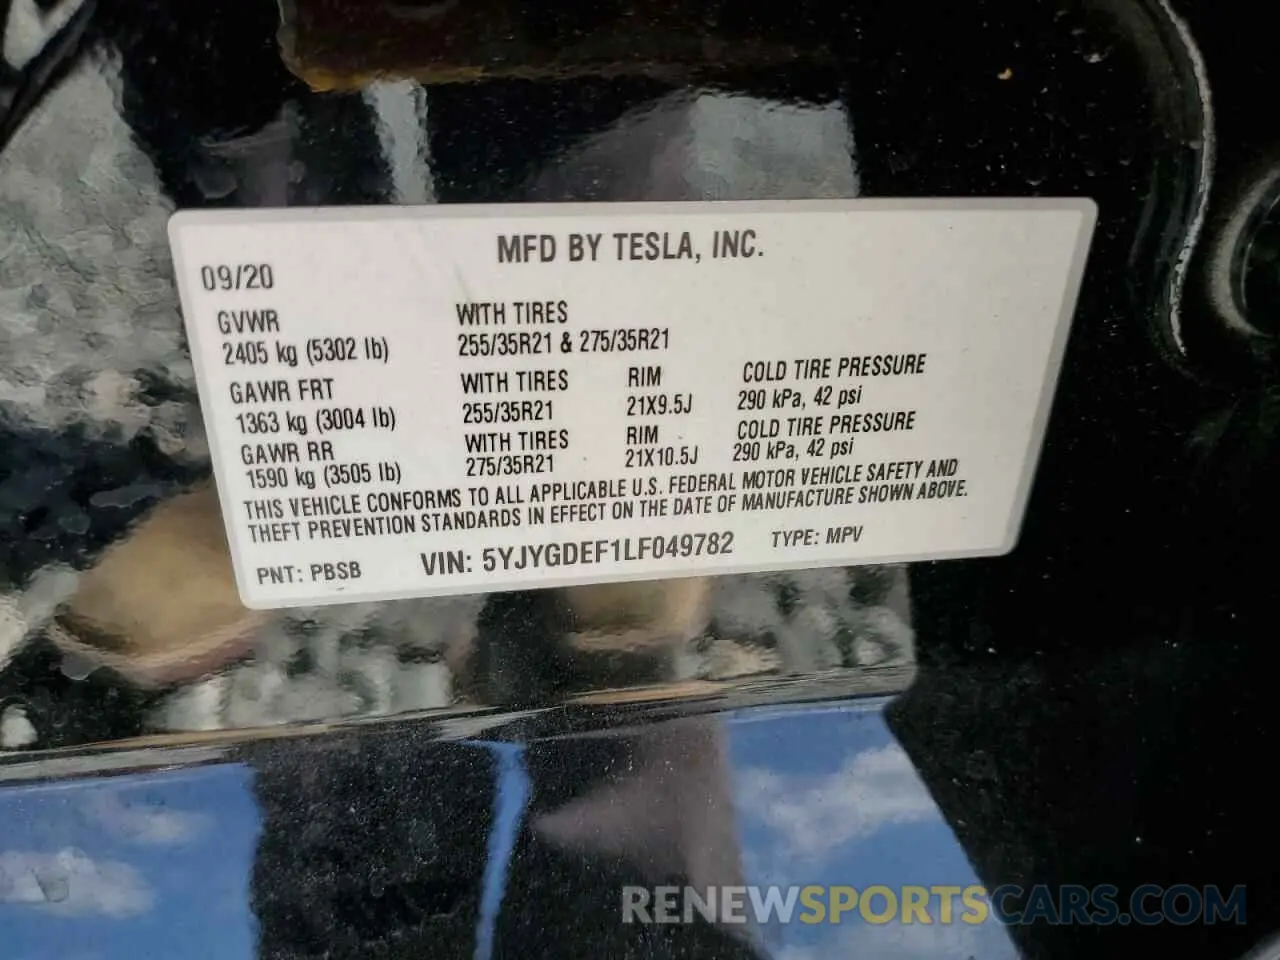 MFD BY TESLA, INC.
09/20
GVWR WITH TIRES
2405 kg (5302 lb) 255/35R21 & 275/35R21
GAWR FRT WITH TIRES RIM COLD TIRE PRESSURE
1363 kg (3004 lb) 255/35R21 21X9.5J 290 kPa, 42 psi
GAWR RR WITH TIRES RIM COLD TIRE PRESSURE
1590 kg (3505 lb) 275/35R21 21X10.5J 290 kPa, 42 psi
THIS VEHICLE CONFORMS TO ALL APPLICABLE U.S. FEDERAL MOTOR VEHICLE SAFETY AND
THEFT PREVENTION STANDARDS IN EFFECT ON THE DATE OF MANUFACTURE SHOWN ABOVE.
PNT: PBSB VIN: 5YJYGDEF1LF049782 TYPE: MPV
RENEWSPORTSCARS.COM